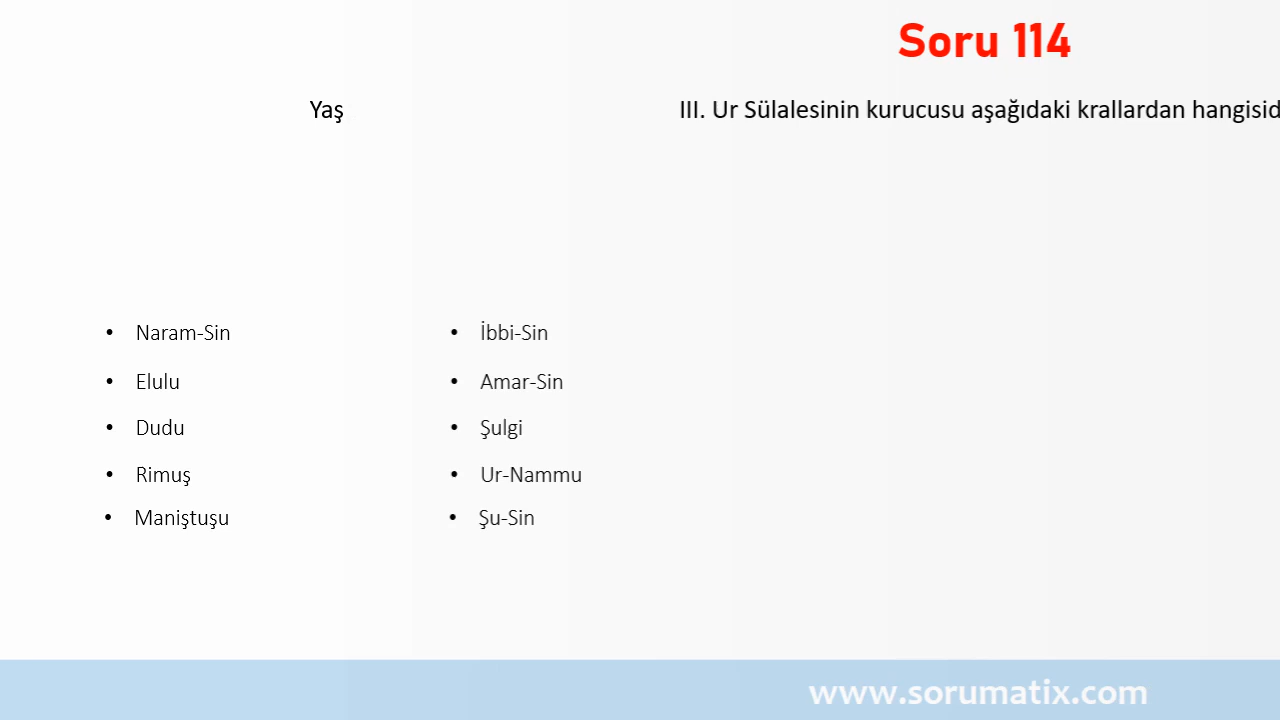 Soru 114
Yaş
III. Ur Sülalesinin kurucusu aşağıdaki krallardan hangisid
• Naram-Sin
• Elulu
• Dudu
• Rimuş
• Maniştuşu
• İbbi-Sin
• Amar-Sin
• Şulgi
• Ur-Nammu
• Şu-Sin
www.sorumatix.com